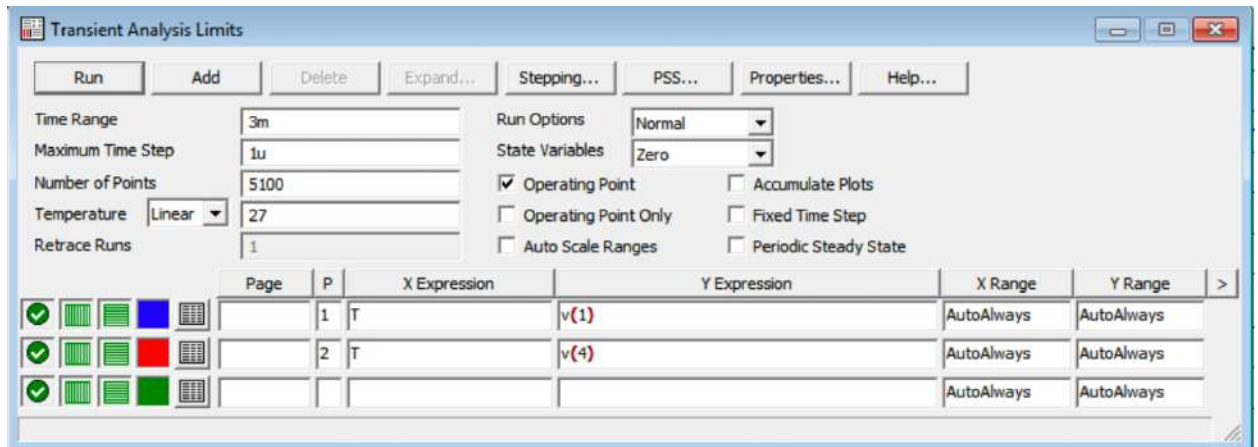 Transient Analysis Limits
Run Add Delete Expand... Stepping... PSS... Properties... Help...
Time Range 3m Run Options Normal
Maximum Time Step 1u State Variables Zero
Number of Points 5100 Operating Point Accumulate Plots
Temperature Linear 27 Operating Point Only Fixed Time Step
Retrace Runs 1 Auto Scale Ranges Periodic Steady State
Page P X Expression Y Expression X Range Y Range >
1 T v(1) AutoAlways AutoAlways
2 T v(4) AutoAlways AutoAlways
AutoAlways AutoAlways